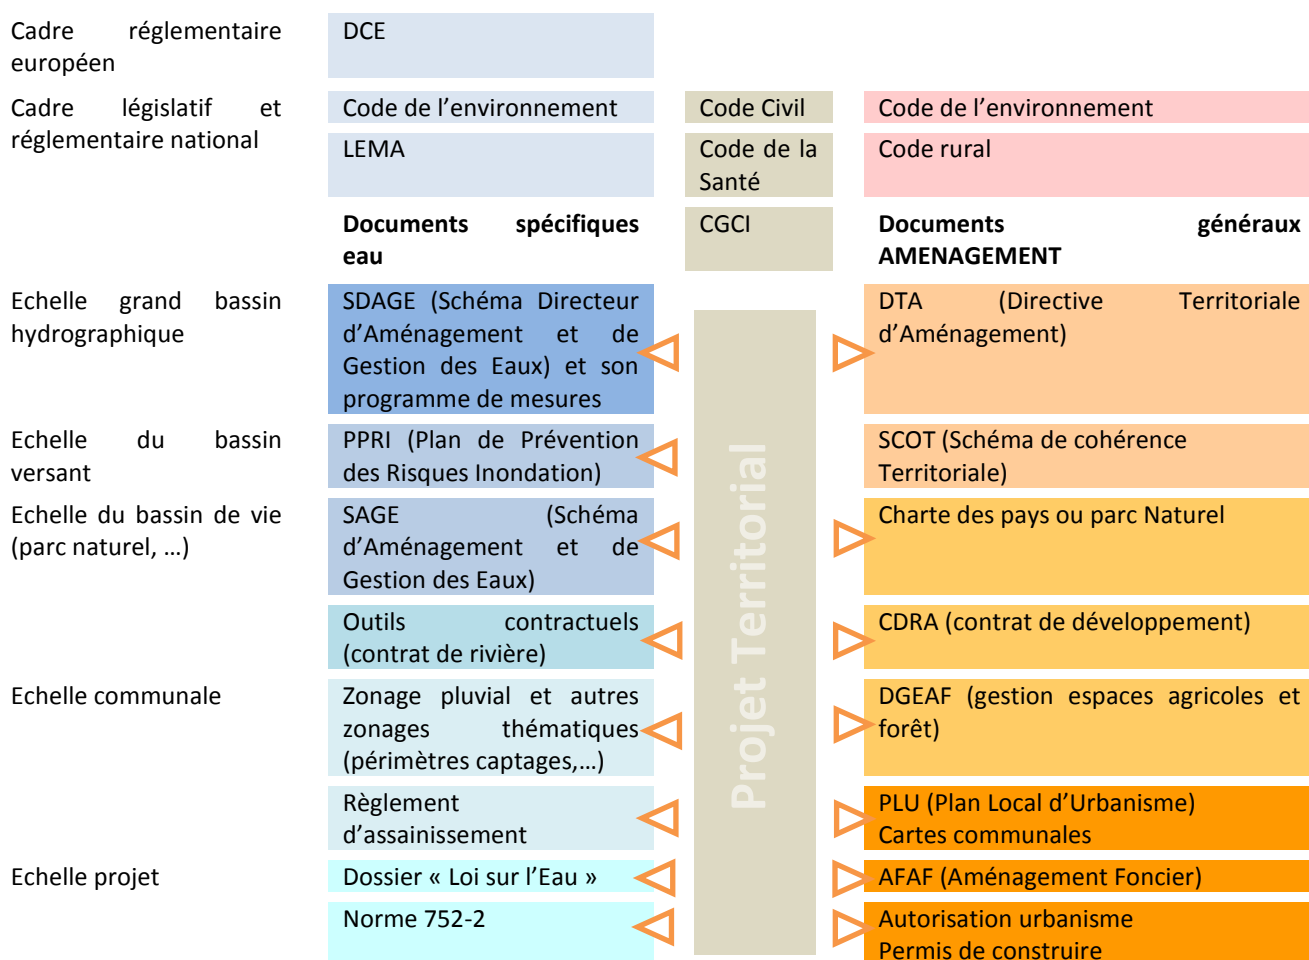 Cadre réglementaire
européen
DCE
Cadre législatif et
réglementaire national
Code de l’environnement
Code Civil
Code de l’environnement
LEMA
Code de la
Santé
Code rural
Documents spécifiques
eau
CGCI
Documents généraux
AMENAGEMENT
Echelle grand bassin
hydrographique
SDAGE (Schéma Directeur
d’Aménagement et de
Gestion des Eaux) et son
programme de mesures
DTA (Directive Territoriale
d’Aménagement)
Echelle du bassin
versant
PPRI (Plan de Prévention
des Risques Inondation)
SCOT (Schéma de cohérence
Territoriale)
Echelle du bassin de vie
(parc naturel, …)
SAGE (Schéma
d’Aménagement et de
Gestion des Eaux)
Charte des pays ou parc Naturel
Outils contractuels
(contrat de rivière)
CDRA (contrat de développement)
Projet Territorial
Echelle communale
Zonage pluvial et autres
zonages thématiques
(périmètres captages,…)
DGEAF (gestion espaces agricoles et
forêt)
Règlement
d’assainissement
PLU (Plan Local d’Urbanisme)
Cartes communales
Echelle projet
Dossier « Loi sur l’Eau »
AFAF (Aménagement Foncier)
Norme 752-2
Autorisation urbanisme
Permis de construire